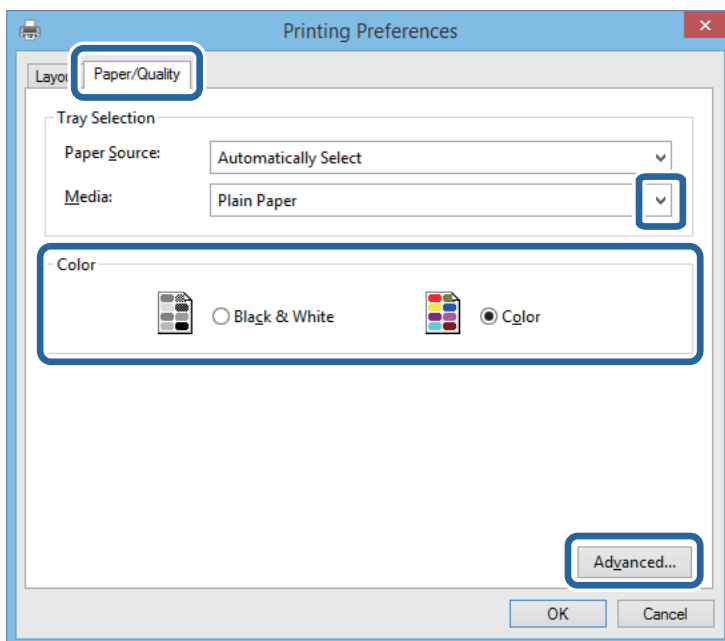 Printing Preferences
Layou
Paper/Quality
Tray Selection
Paper Source:
Automatically Select
Media:
Plain Paper
Color
Black & White
Color
Advanced...
OK
Cancel